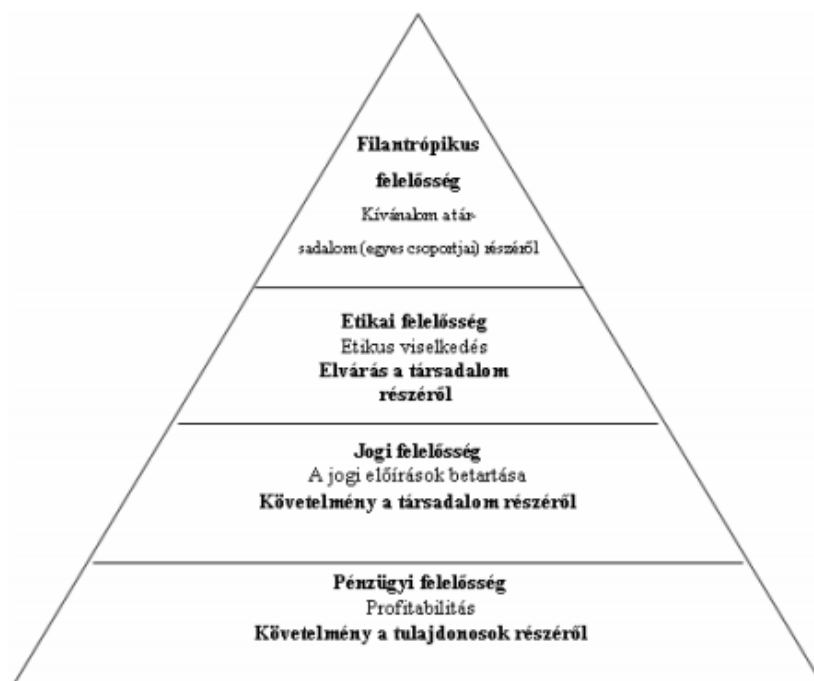 Filantrópikus
felelősség
Kívánalom a tár-
sadalom (egyes csoportjai) részéről
Etikai felelősség
Etikus viselkedés
Elvárás a társadalom
részéről
Jogi felelősség
A jogi előírások betartása
Követelmény a társadalom részéről
Pénzügyi felelősség
Profitabilitás
Követelmény a tulajdonosok részéről